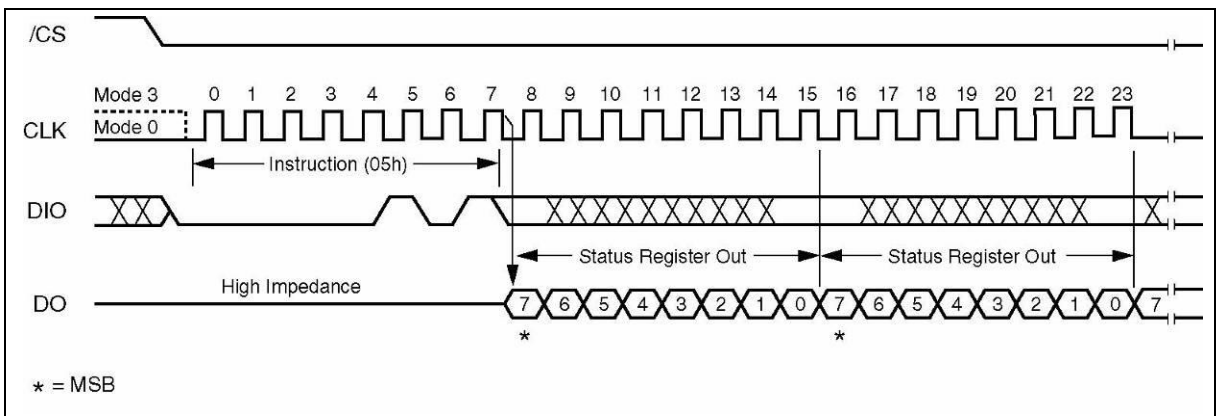 /CS
Mode 3 0 1 2 3 4 5 6 7 8 9 10 11 12 13 14 15 16 17 18 19 20 21 22 23
CLK Mode 0
Instruction (05h)
DIO
Status Register Out Status Register Out
High Impedance
DO 7 6 5 4 3 2 1 0 7 6 5 4 3 2 1 0 7
* *
* = MSB